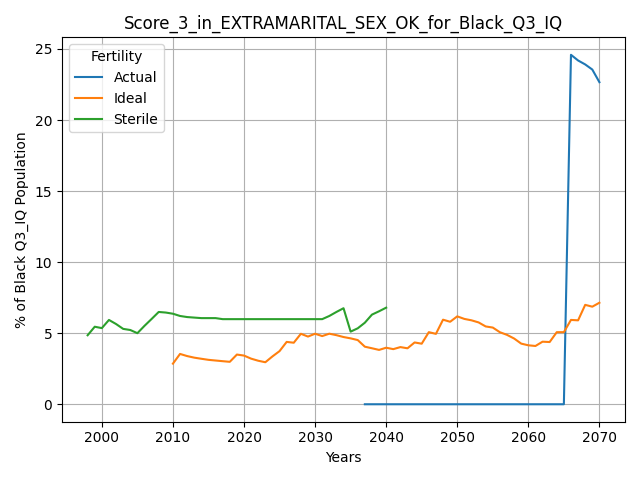 Score_3_in_EXTRAMARITAL_SEX_OK_for_Black_Q3_IQ
Fertility
Actual
Ideal
Sterile
% of Black Q3_IQ Population
25
20
15
10
5
0
2000 2010 2020 2030 2040 2050 2060 2070
Years